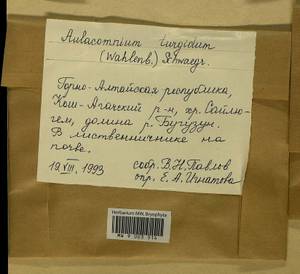 Aulacomnium turgidum
(Wahlenb.) Schwaegr.
Горно-Алтайская республика,
Кош-Агачский р-н, хр. Сайлю-
гем, долина р. Бугузун.
В лиственничнике на
почве.
19.VIII.1993 собр. В.Н.Павлов
опр. Е.А.Игнатова
Herbarium MW, Bryophyta